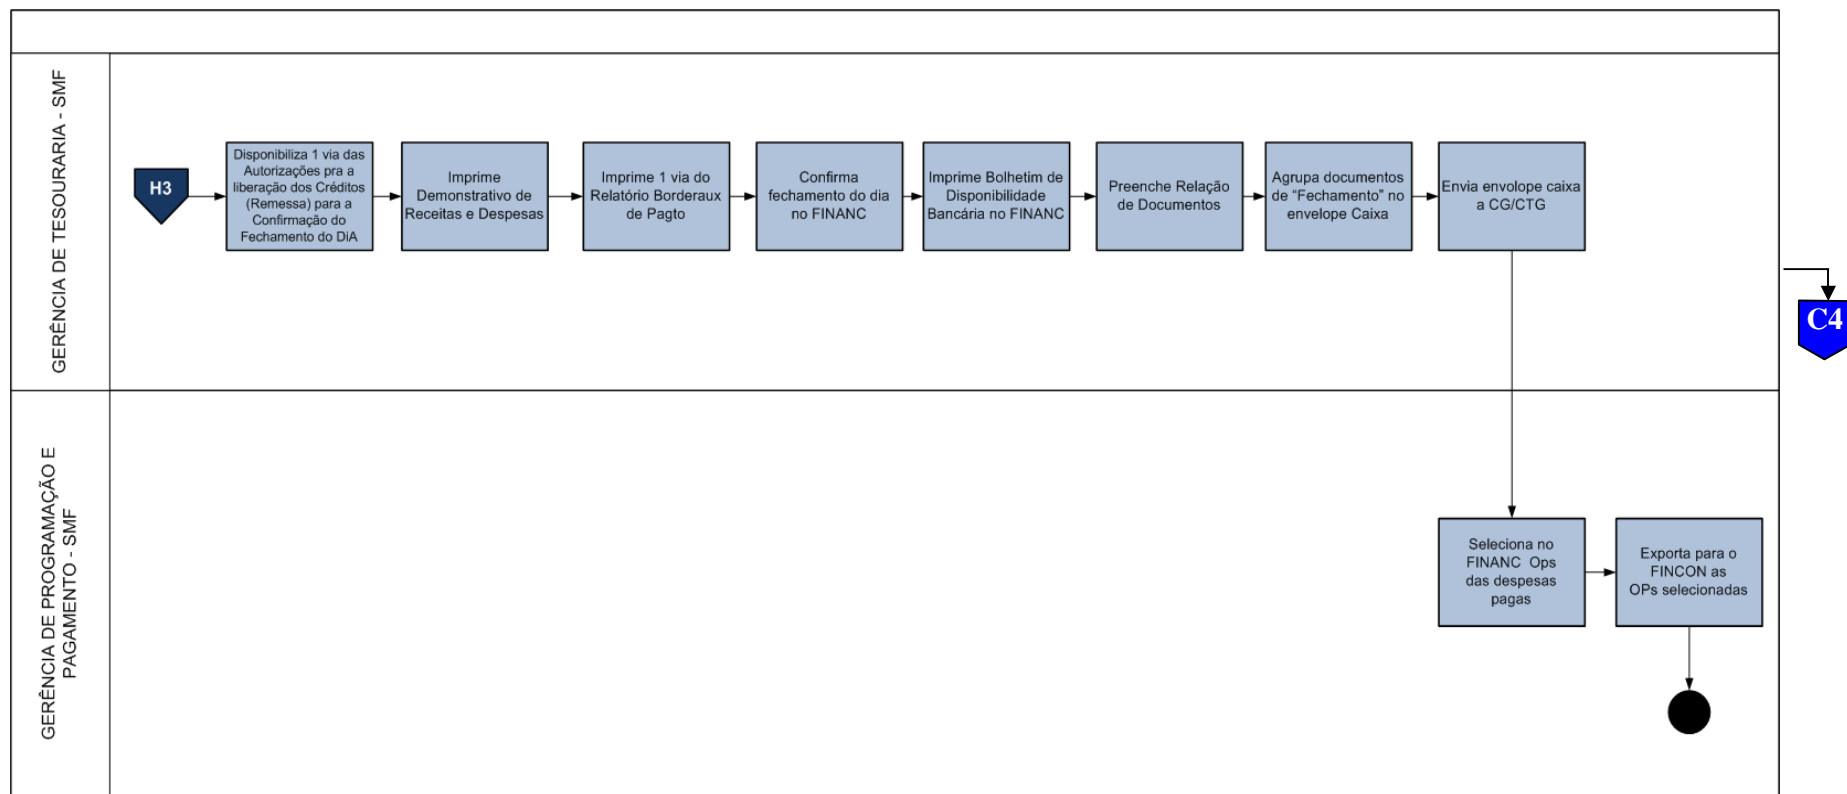 GERÊNCIA DE TESOURARIA - SMF
H3
Disponibiliza 1 via das
Autorizações pra a
liberação dos Créditos
(Remessa) para a
Confirmação do
Fechamento do DiA
Imprime
Demonstrativo de
Receitas e Despesas
Imprime 1 via do
Relatório Borderaux
de Pagto
Confirma
fechamento do dia
no FINANC
Imprime Bolhetim de
Disponibilidade
Bancária no FINANC
Preenche Relação
de Documentos
Agrupa documentos
de “Fechamento” no
envelope Caixa
Envia envelope caixa
a CG/CTG
C4
GERÊNCIA DE PROGRAMAÇÃO E
PAGAMENTO - SMF
Seleciona no
FINANC Ops
das despesas
pagas
Exporta para o
FINCON as
OPs selecionadas